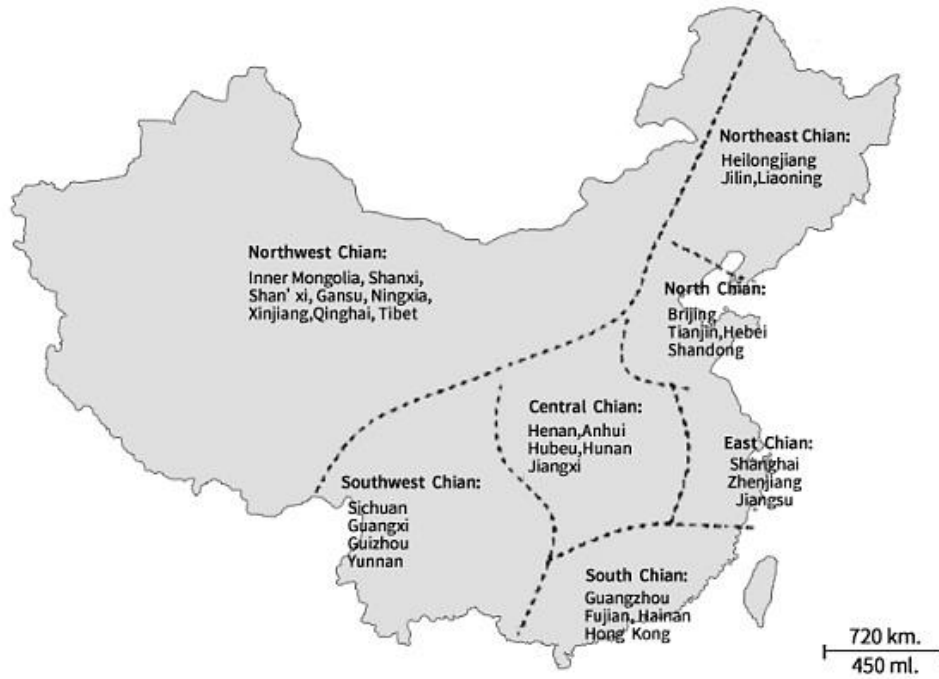 Northeast Chian:
Heilongjiang
Jilin,Liaoning
Northwest Chian:
Inner Mongolia, Shanxi,
Shan' xi, Gansu, Ningxia,
Xinjiang,Qinghai, Tibet
North Chian:
Brijing
Tianjin,Hebei
Shandong
Central Chian:
Henan,Anhui
Hubeu,Hunan
Jiangxi
East Chian:
Shanghai
Zhenjiang
Jiangsu
Southwest Chian:
Sichuan
Guangxi
Guizhou
Yunnan
South Chian:
Guangzhou
Fujian, Hainan
Hong Kong
720 km.
450 ml.